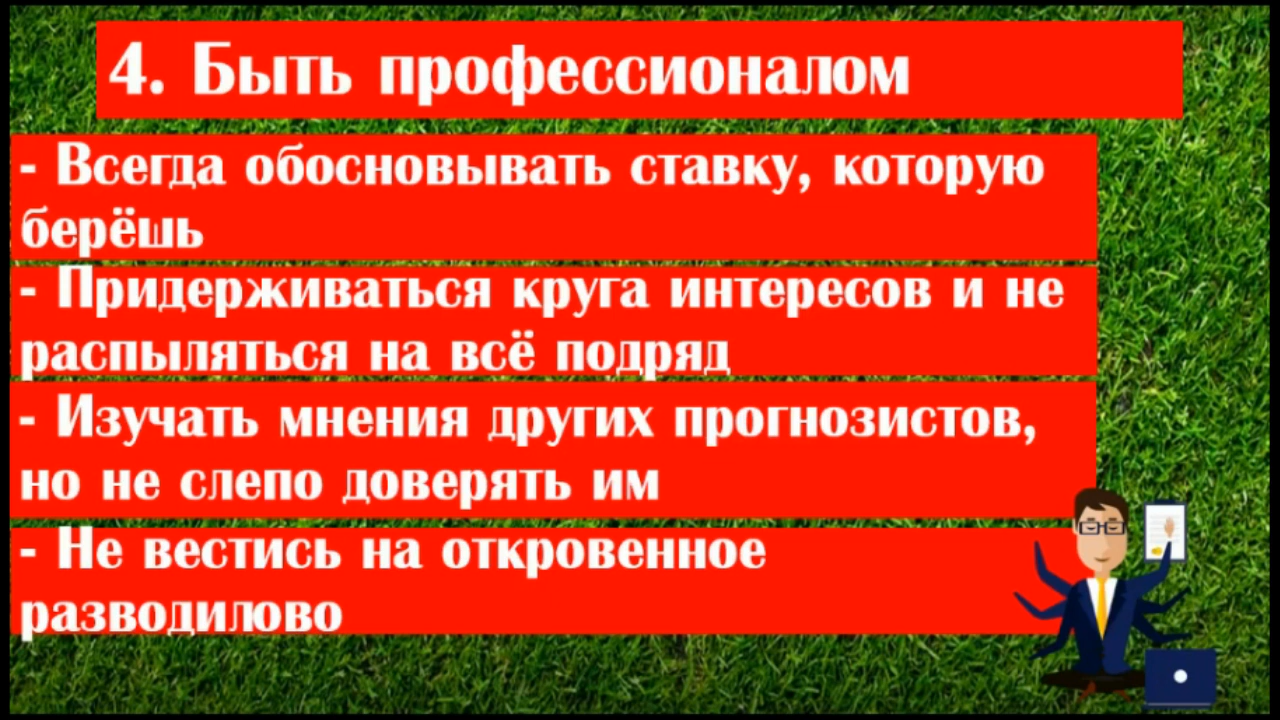 4. Быть профессионалом
- Всегда обосновывать ставку, которую
берёшь
- Придерживаться круга интересов и не
распыляться на всё подряд
- Изучать мнения других прогнозистов,
но не слепо доверять им
- Не вестись на откровенное
разводилово